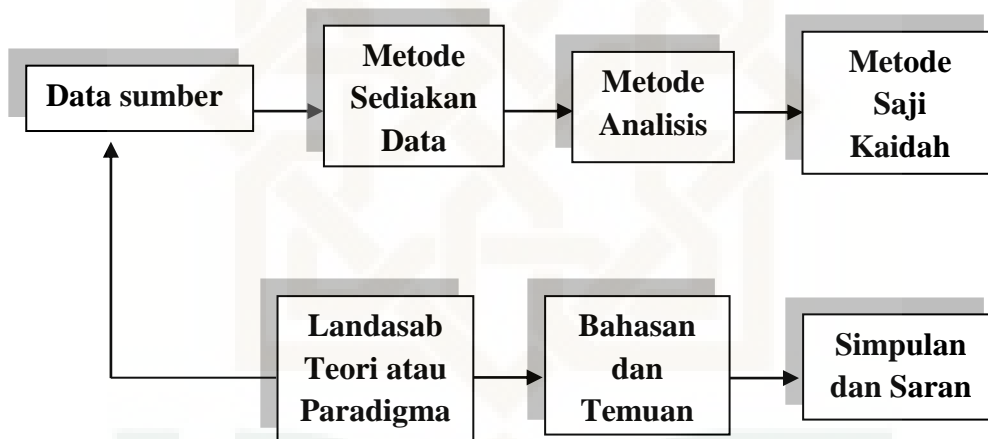 Data sumber
Metode
Sediakan
Data
Metode
Analisis
Metode
Saji
Kaidah
Landasab
Teori atau
Paradigma
Bahasan
dan
Temuan
Simpulan
dan Saran